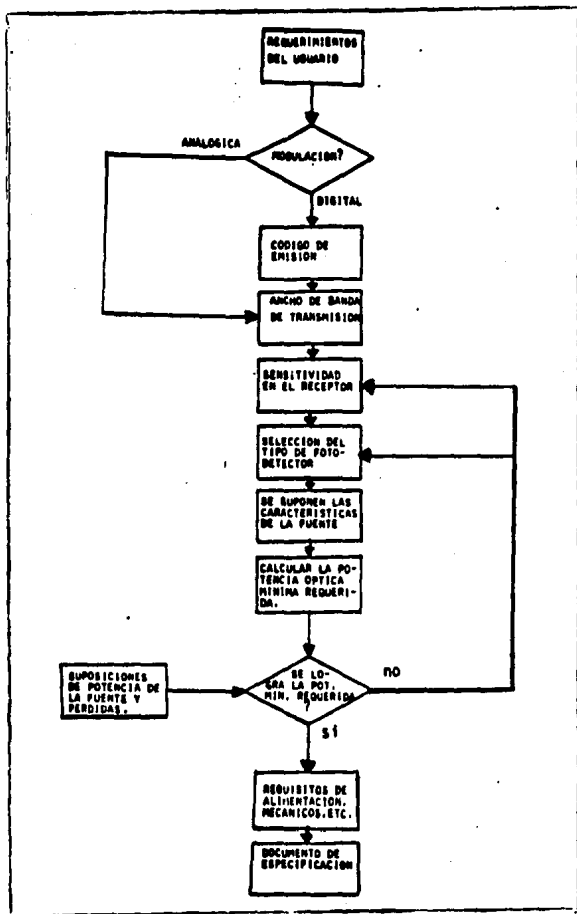 REQUERIMIENTOS
DEL USUARIO
ANALOGICA
MODULACION?
DIGITAL
CODIGO DE
EMISION
ANCHO DE BANDA
DE TRANSMISION
SENSITIVIDAD
EN EL RECEPTOR
SELECCION DEL
TIPO DE FOTO-
DETECTOR
SE SUPONEN LAS
CARACTERISTICAS
DE LA FUENTE
CALCULAR LA PO-
TENCIA OPTICA
MINIMA REQUERI-
DA.
SUPOSICIONES
DE POTENCIA DE
LA FUENTE Y
PERDIDAS.
SE LO-
GRA LA POT.
MIN. REQUERIDA
?
no
sí
REQUISITOS DE
ALIMENTACION.
MECANICOS.ETC.
DOCUMENTO DE
ESPECIFICACION